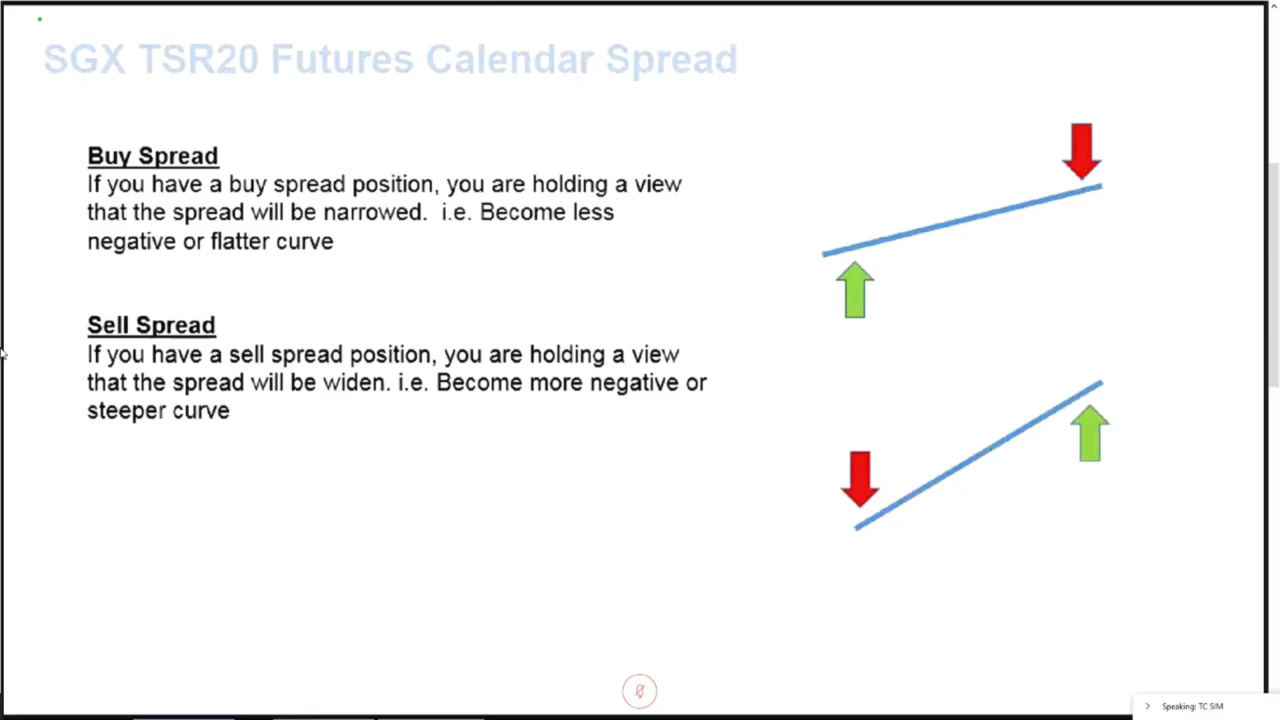 SGX TSR20 Futures Calendar Spread
Buy Spread
If you have a buy spread position, you are holding a view
that the spread will be narrowed.  i.e. Become less
negative or flatter curve
Sell Spread
If you have a sell spread position, you are holding a view
that the spread will be widen. i.e. Become more negative or
steeper curve
Speaking: TC SIM